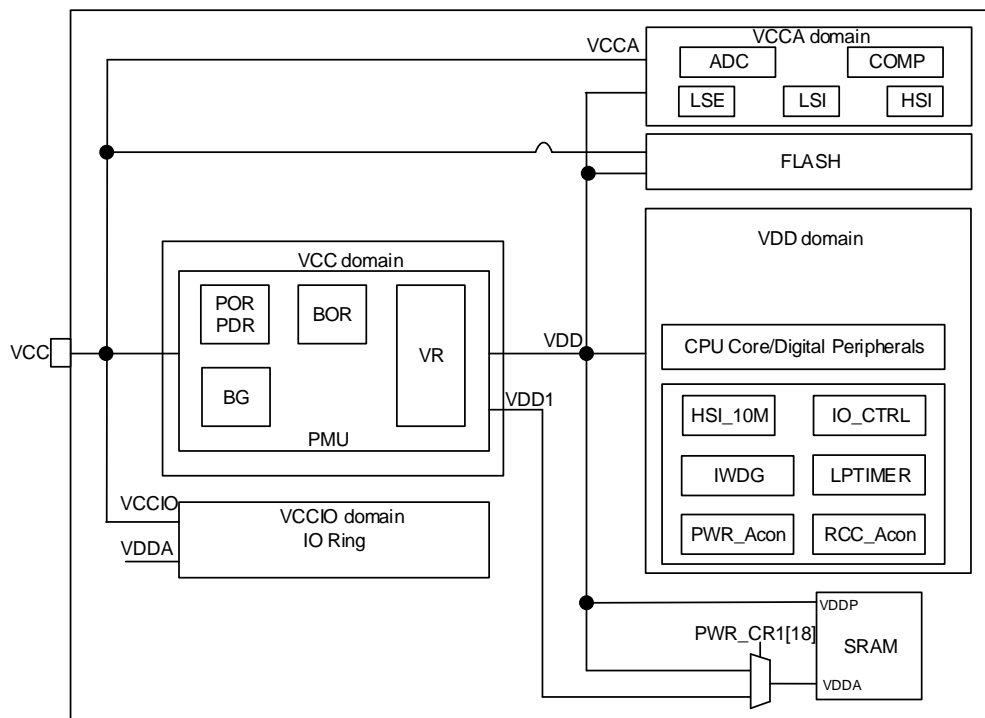 VCCA
VCCA domain
ADC
COMP
LSE
LSI
HSI
FLASH
VCC domain
POR
PDR
BOR
VR
BG
PMU
VCC
VDD
VDD1
VDD domain
CPU Core/Digital Peripherals
HSI_10M
IO_CTRL
IWDG
LPTIMER
PWR_Acon
RCC_Acon
VCCIO
VDDA
VCCIO domain
IO Ring
PWR_CR1[18]
VDDP
SRAM
VDDA